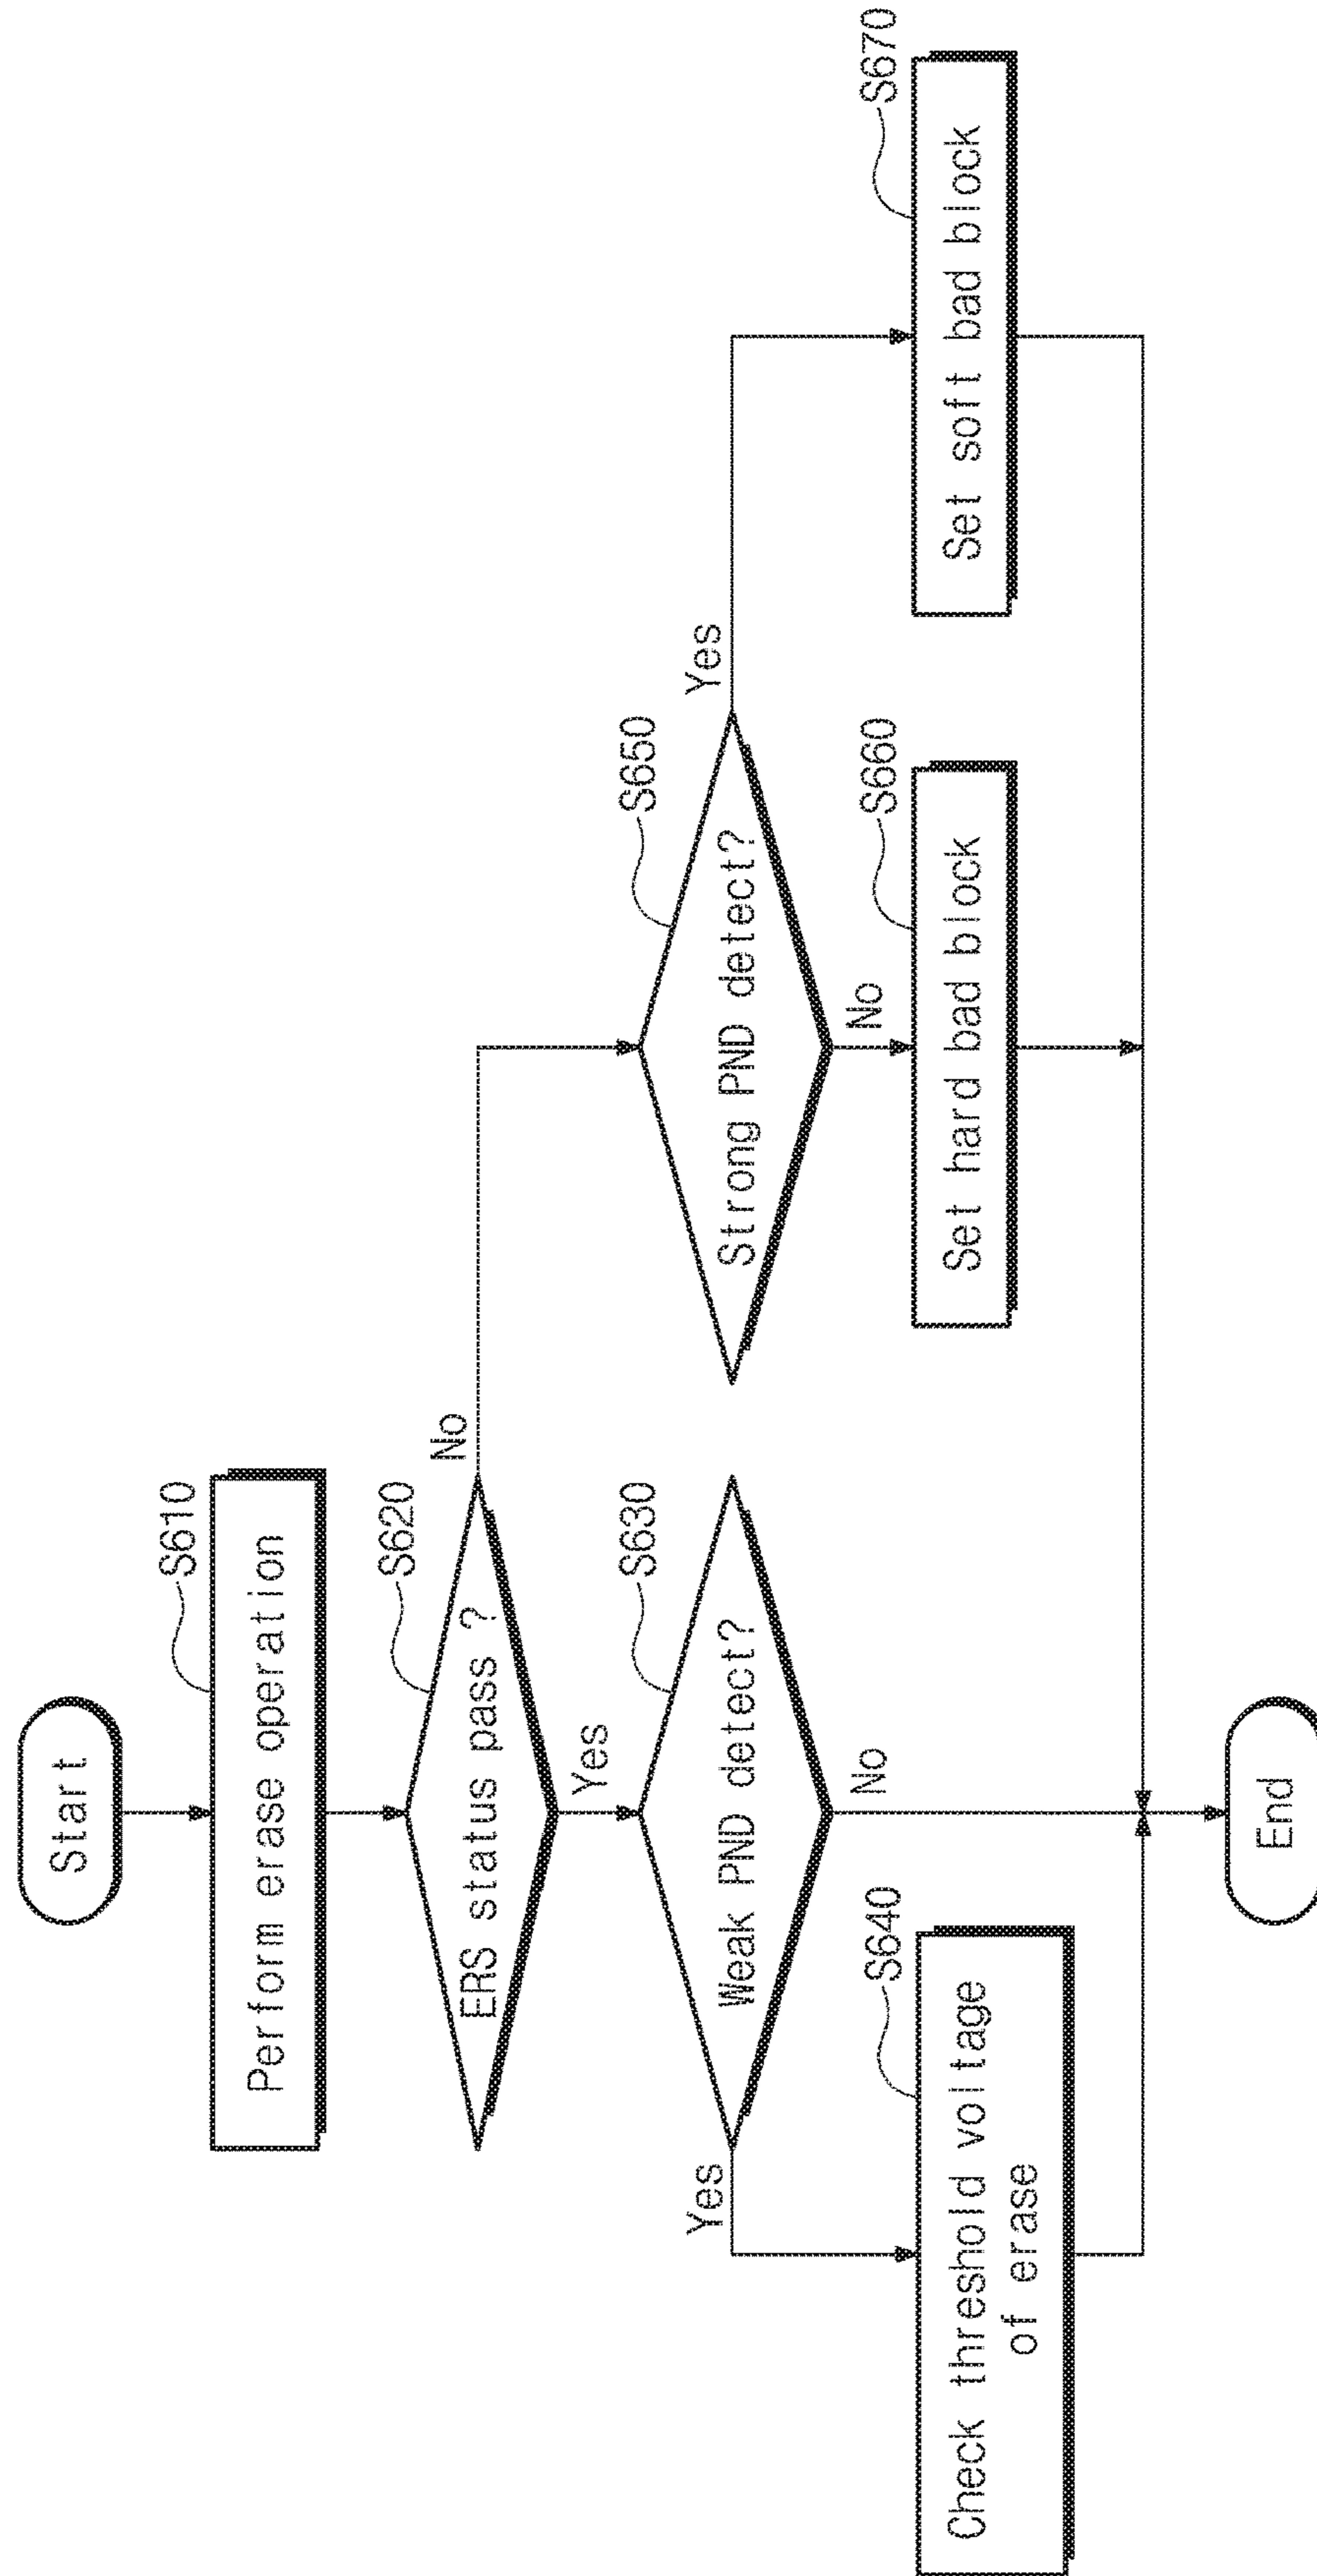 Start
S610
Perform erase operation
S620
ERS status pass ?
No
Yes
S630
Weak PND detect?
S650
Strong PND detect?
Yes
Yes
No
No
S640
Check threshold voltage
of erase
S660
Set hard bad block
S670
Set soft bad block
End